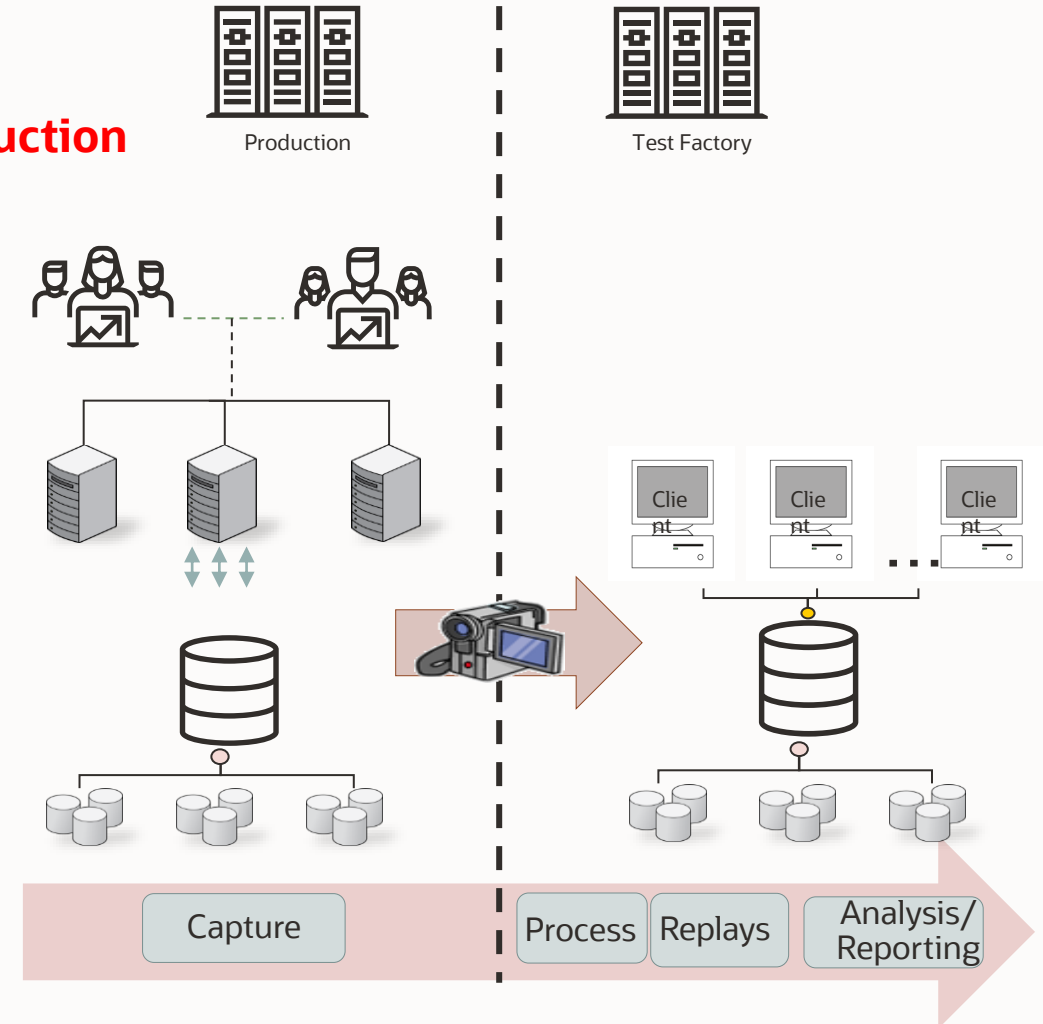 Production
Test Factory
uction
Clie
nt
Clie
nt
Clie
nt
...
Capture
Process
Replays
Analysis/
Reporting